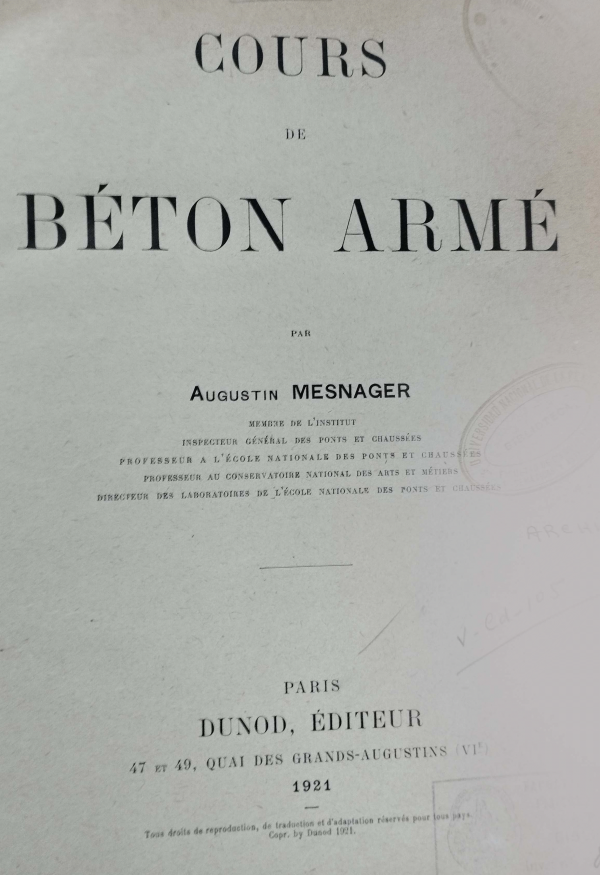 COURS
DE
BÉTON ARMÉ
PAR
AUGUSTIN MESNAGER
MEMBRE DE L'INSTITUT
INSPECTEUR GÉNÉRAL DES PONTS ET CHAUSSÉES
PROFESSEUR A L'ÉCOLE NATIONALE DES PONTS ET CHAUSSÉES
PROFESSEUR AU CONSERVATOIRE NATIONAL DES ARTS ET MÉTIERS
DIRECTEUR DES LABORATOIRES DE L'ÉCOLE NATIONALE DES PONTS ET CHAUSSÉES
PARIS
DUNOD, ÉDITEUR
47 ET 49, QUAI DES GRANDS-AUGUSTINS (VIe)
1921
Tous droits de reproduction, de traduction et d'adaptation réservés pour tous pays.
Copr. by Dunod 1921.